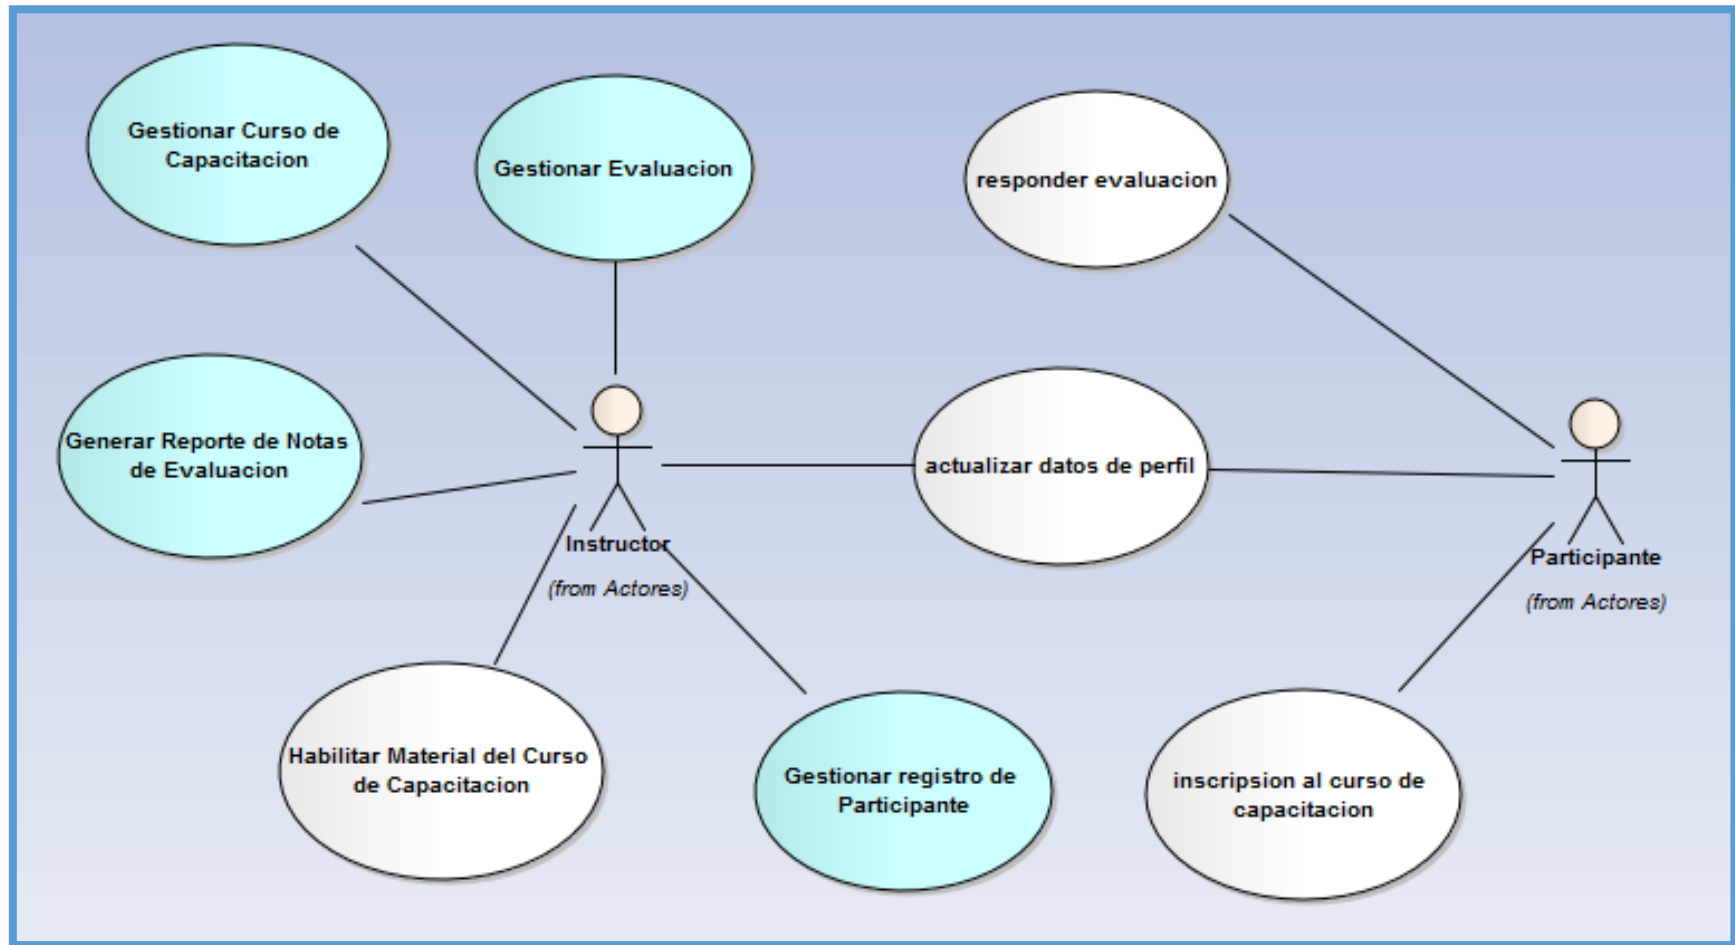 Gestionar Curso de
Capacitacion
Gestionar Evaluacion
responder evaluacion
Generar Reporte de Notas
de Evaluacion
actualizar datos de perfil
Instructor
(from Actores)
Participante
(from Actores)
Habilitar Material del Curso
de Capacitacion
Gestionar registro de
Participante
inscripsion al curso de
capacitacion